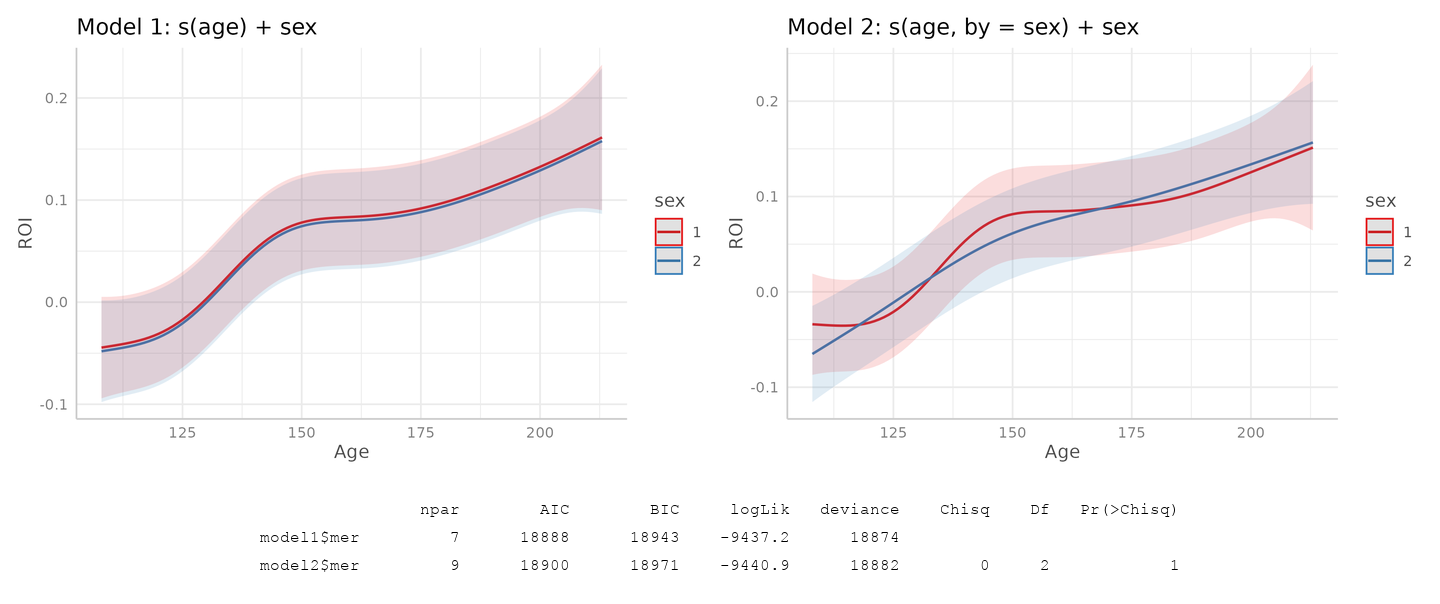 Model 1: s(age) + sex
0.2
0.1
0.0
-0.1
ROI
125 150 175 200
Age
sex
1
2
Model 2: s(age, by = sex) + sex
0.2
0.1
0.0
-0.1
ROI
125 150 175 200
Age
sex
1
2
npar AIC BIC logLik deviance Chisq Df Pr(>Chisq)
model1$mer 7 18888 18943 -9437.2 18874
model2$mer 9 18900 18971 -9440.9 18882 0 2 1